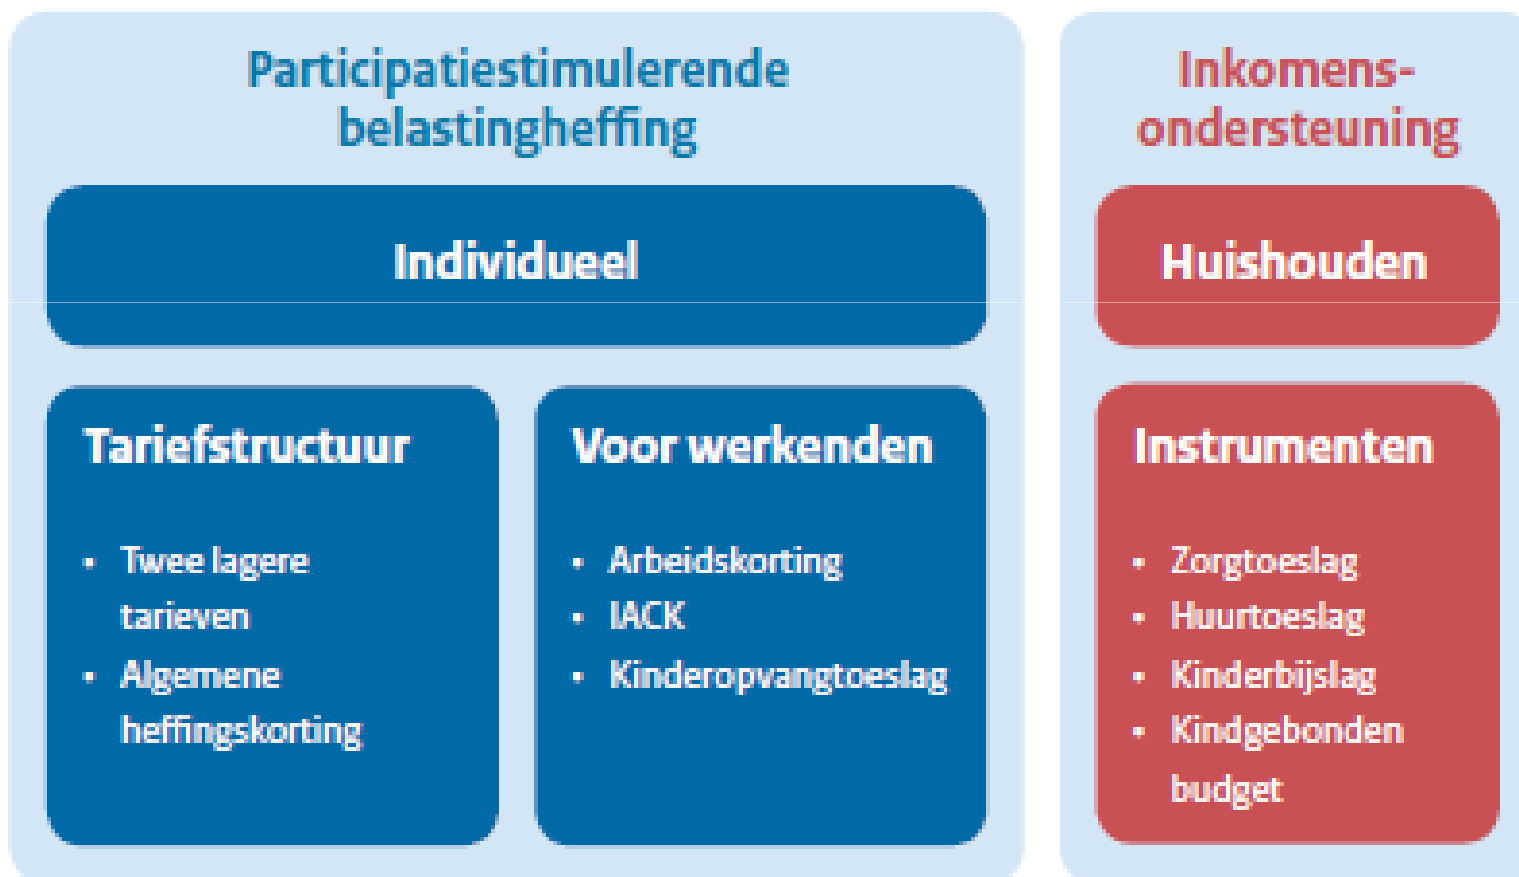 Participatiestimulerende
belastingheffing
Individueel
Tariefstructuur
• Twee lagere
tarieven
• Algemene
heffingskorting
Voor werkenden
• Arbeidskorting
• IACK
• Kinderopvangtoeslag
Inkomens-
ondersteuning
Huishouden
Instrumenten
• Zorgtoeslag
• Huurtoeslag
• Kinderbijslag
• Kindgebonden
budget